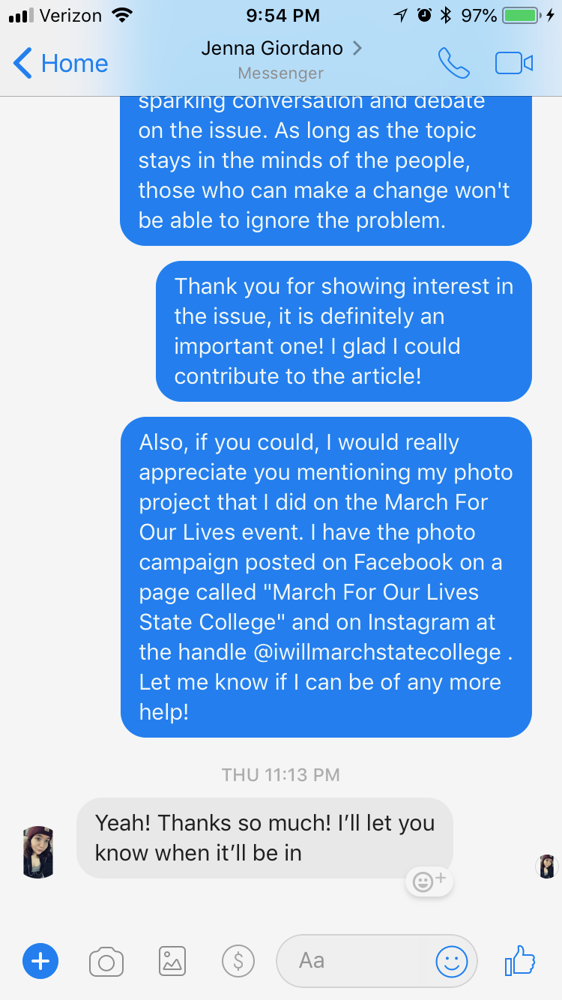 Verizon 9:54 PM 97%
Home Jenna Giordano
Messenger
sparking conversation and debate
on the issue. As long as the topic
stays in the minds of the people,
those who can make a change won't
be able to ignore the problem.
Thank you for showing interest in
the issue, it is definitely an
important one! I glad I could
contribute to the article!
Also, if you could, I would really
appreciate you mentioning my photo
project that I did on the March For
Our Lives event. I have the photo
campaign posted on Facebook on a
page called "March For Our Lives
State College" and on Instagram at
the handle @iwillmarchstatecollege .
Let me know if I can be of any more
help!
THU 11:13 PM
Yeah! Thanks so much! I’ll let you
know when it’ll be in
$ Aa